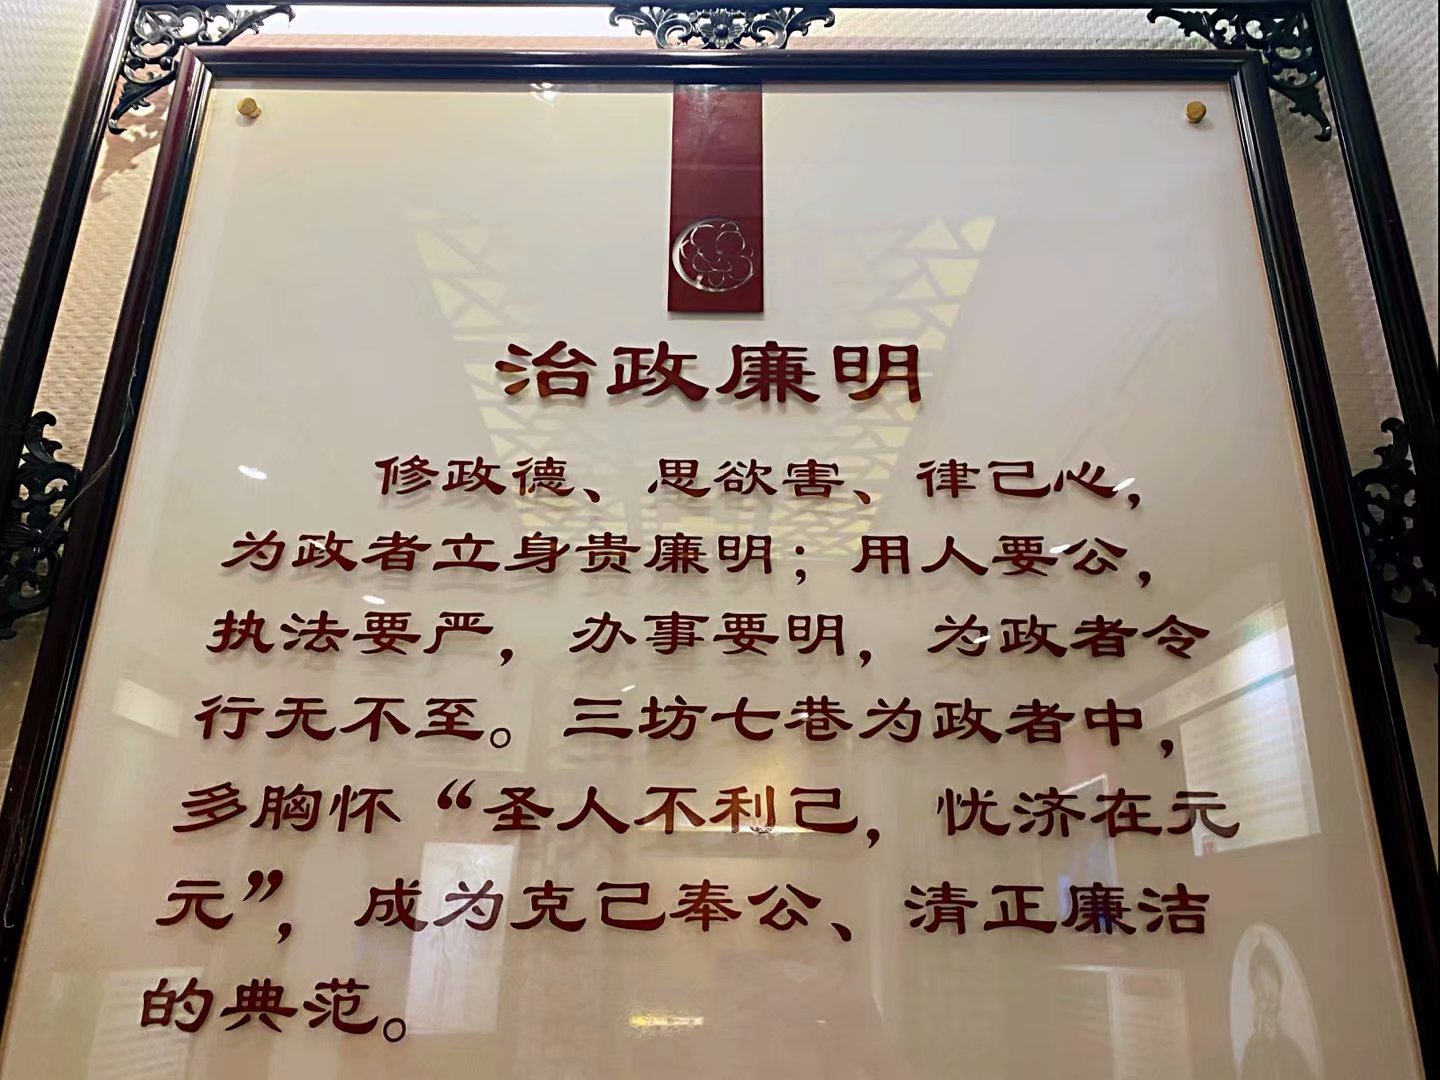 治政廉明
修政德、思欲害、律己心，
为政者立身贵廉明；用人要公，
执法要严，办事要明，为政者令
行无不至。三坊七巷为政者中，
多胸怀“圣人不利己，忧济在元
元”，成为克己奉公、清正廉洁
的典范。